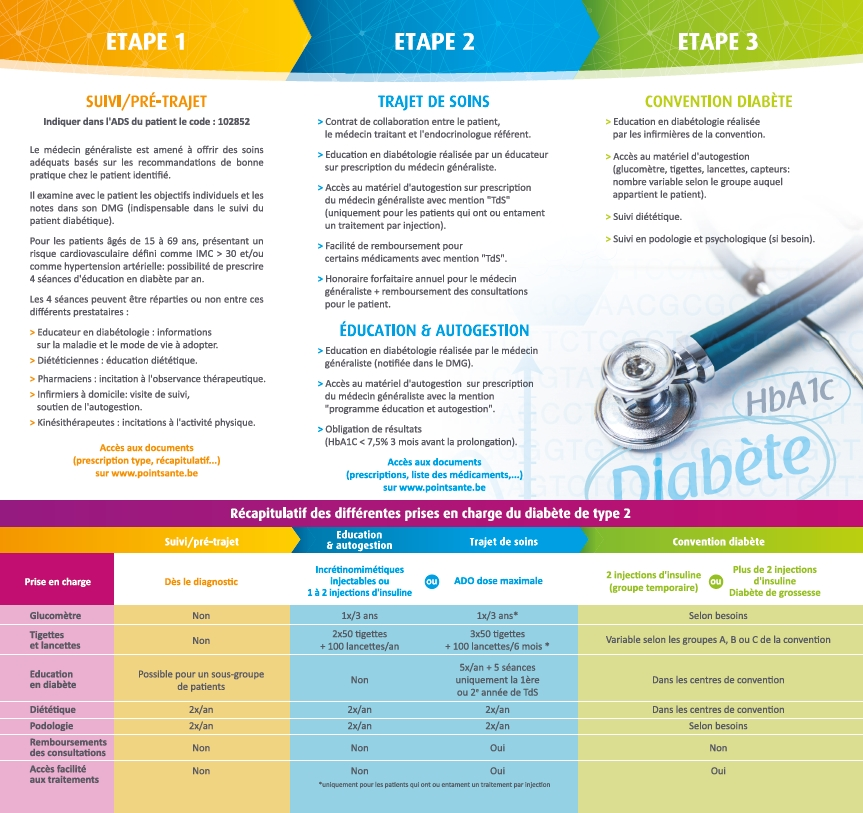 ETAPE 1
ETAPE 2
ETAPE 3
SUIVI/PRÉ-TRAJET
Indiquer dans l'ADS du patient le code : 102852
Le médecin généraliste est amené à offrir des soins
adéquats basés sur les recommandations de bonne
pratique chez le patient identifié.
Il examine avec le patient les objectifs individuels et les
notes dans son DMG (indispensable dans le suivi du
patient diabétique).
Pour les patients âgés de 15 à 69 ans, présentant un
risque cardiovasculaire défini comme IMC > 30 et/ou
comme hypertension artérielle: possibilité de prescrire
4 séances d'éducation en diabète par an.
Les 4 séances peuvent être réparties ou non entre ces
différents prestataires :
> Educateur en diabétologie : informations
sur la maladie et le mode de vie à adopter.
> Diététiciennes : éducation diététique.
> Pharmaciens : incitation à l'observance thérapeutique.
> Infirmiers à domicile: visite de suivi,
soutien de l'autogestion.
> Kinésithérapeutes : incitations à l'activité physique.
Accès aux documents
(prescription type, récapitulatif...)
sur www.pointsante.be
TRAJET DE SOINS
> Contrat de collaboration entre le patient,
le médecin traitant et l'endocrinologue référent.
> Education en diabétologie réalisée par un éducateur
sur prescription du médecin généraliste.
> Accès au matériel d'autogestion sur prescription
du médecin généraliste avec mention "TdS"
(uniquement pour les patients qui ont ou entament
un traitement par injection).
> Facilité de remboursement pour
certains médicaments avec mention "TdS".
> Honoraire forfaitaire annuel pour le médecin
généraliste + remboursement des consultations
pour le patient.
ÉDUCATION & AUTOGESTION
> Education en diabétologie réalisée par le médecin
généraliste (notifiée dans le DMG).
> Accès au matériel d'autogestion sur prescription
du médecin généraliste avec la mention
"programme éducation et autogestion".
> Obligation de résultats
(HbA1C < 7,5% 3 mois avant la prolongation).
Accès aux documents
(prescriptions, liste des médicaments,...)
sur www.pointsante.be
CONVENTION DIABÈTE
> Education en diabétologie réalisée
par les infirmières de la convention.
> Accès au matériel d'autogestion
(glucomètre, tigettes, lancettes, capteurs:
nombre variable selon le groupe auquel
appartient le patient).
> Suivi diététique.
> Suivi en podologie et psychologique (si besoin).
HbA1c
Diabète
Récapitulatif des différentes prises en charge du diabète de type 2
Suivi/pré-trajet
Education
& autogestion
Trajet de soins
Convention diabète
Prise en charge
Dès le diagnostic
Incrétinomimétiques
injectables ou
1 à 2 injections d'insuline
ou
ADO dose maximale
2 injections d'insuline
(groupe temporaire)
ou
Plus de 2 injections
d'insuline
Diabète de grossesse
Glucomètre
Non
1x/3 ans
1x/3 ans*
Selon besoins
Tigettes
et lancettes
Non
2x50 tigettes
+ 100 lancettes/an
3x50 tigettes
+ 100 lancettes/6 mois *
Variable selon les groupes A, B ou C de la convention
Education
en diabète
Possible pour un sous-groupe
de patients
Non
5x/an + 5 séances
uniquement la 1ère
ou 2e année de TdS
Dans les centres de convention
Diététique
2x/an
2x/an
2x/an
Dans les centres de convention
Podologie
2x/an
2x/an
2x/an
Selon besoins
Remboursements
des consultations
Non
Non
Oui
Non
Accès facilité
aux traitements
Non
Non
Oui
Oui
*uniquement pour les patients qui ont ou entament un traitement par injection